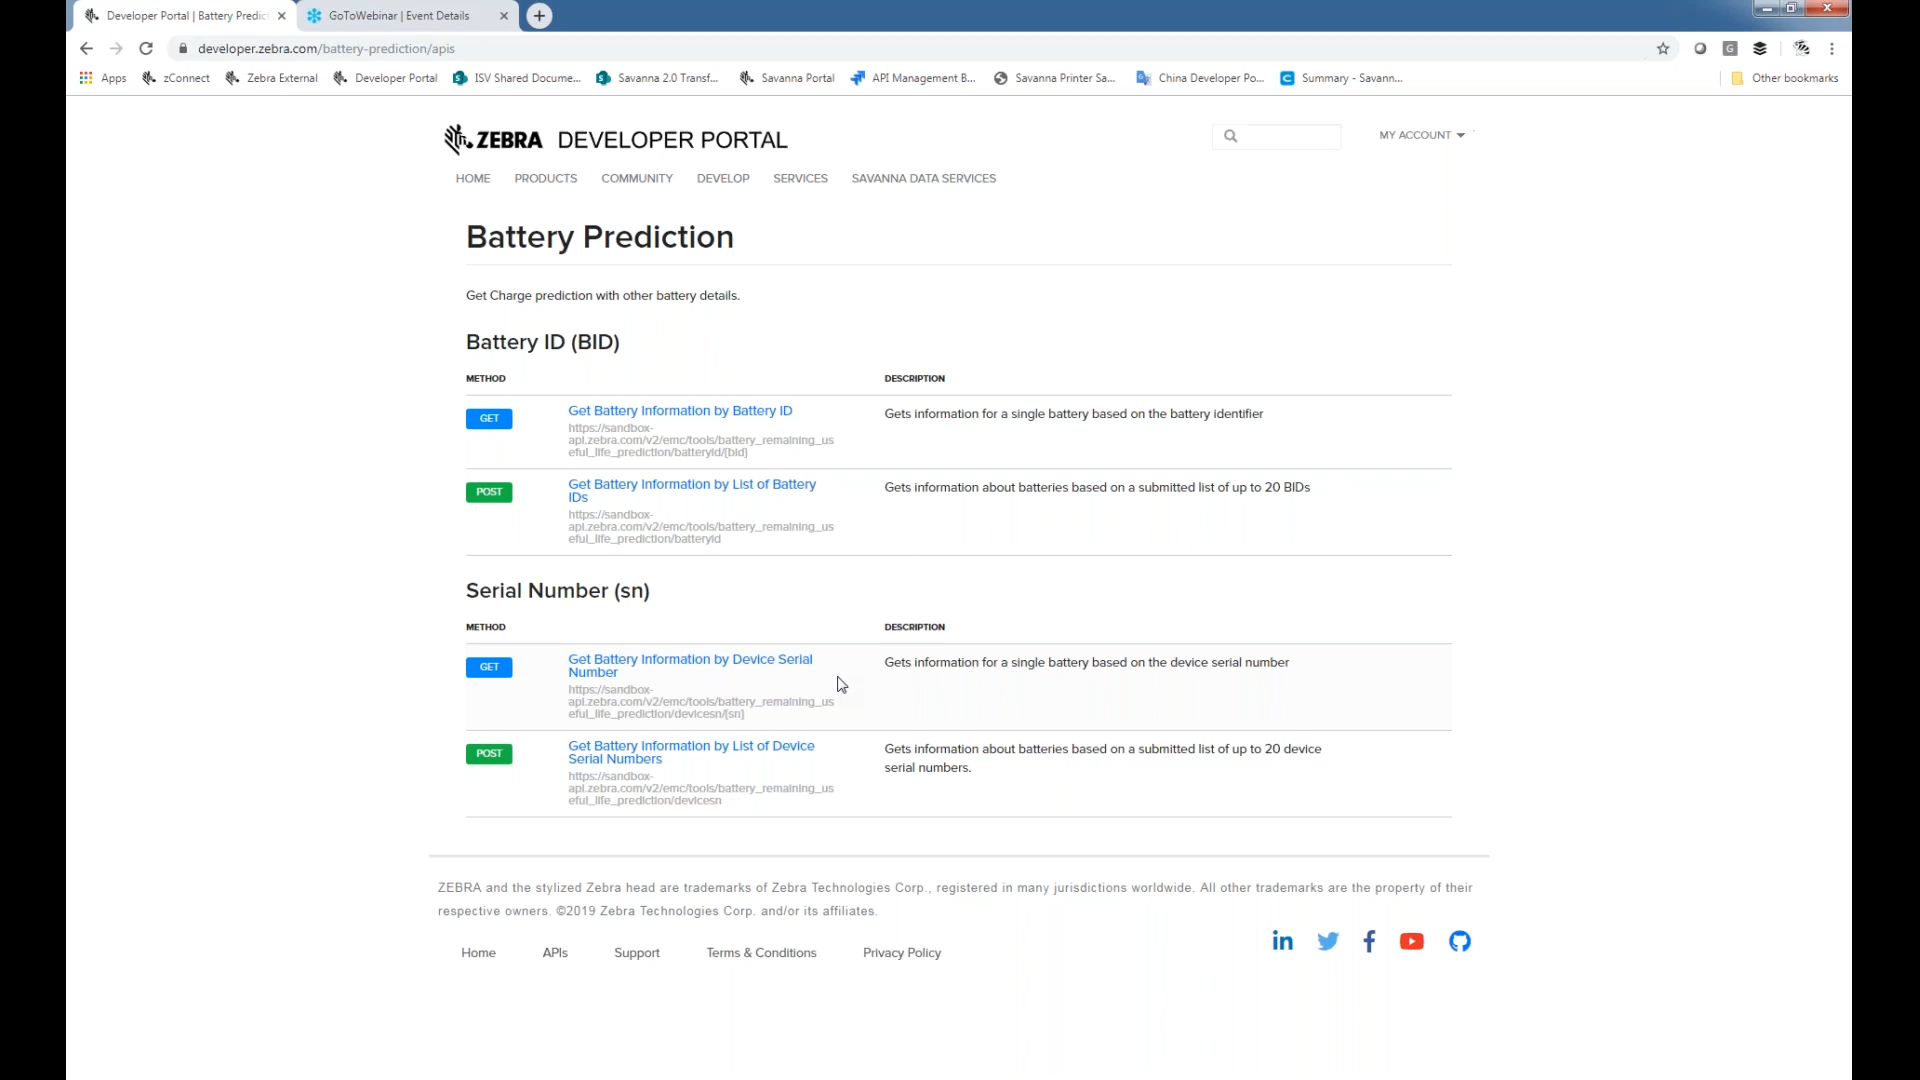 Developer Portal | Battery Predic
GoToWebinar | Event Details
developer.zebra.com/battery-prediction/apis
Apps
zConnect
Zebra External
Developer Portal
ISV Shared Docume...
Savanna 2.0 Transf...
Savanna Portal
API Management B...
Savanna Printer Sa...
China Developer Po...
Summary - Savann...
Other bookmarks
ZEBRA DEVELOPER PORTAL
MY ACCOUNT
HOME PRODUCTS COMMUNITY DEVELOP SERVICES SAVANNA DATA SERVICES
Battery Prediction
Get Charge prediction with other battery details.
Battery ID (BID)
METHOD DESCRIPTION
GET
Get Battery Information by Battery ID
https://sandbox-
api.zebra.com/v2/emc/tools/battery_remaining_us
eful_life_prediction/batteryid/{bid}
Gets information for a single battery based on the battery identifier
POST
Get Battery Information by List of Battery
IDs
https://sandbox-
api.zebra.com/v2/emc/tools/battery_remaining_us
eful_life_prediction/batteryid
Gets information about batteries based on a submitted list of up to 20 BIDs
Serial Number (sn)
METHOD DESCRIPTION
GET
Get Battery Information by Device Serial
Number
https://sandbox-
api.zebra.com/v2/emc/tools/battery_remaining_us
eful_life_prediction/devicesn/{sn}
Gets information for a single battery based on the device serial number
POST
Get Battery Information by List of Device
Serial Numbers
https://sandbox-
api.zebra.com/v2/emc/tools/battery_remaining_us
eful_life_prediction/devicesn
Gets information about batteries based on a submitted list of up to 20 device
serial numbers.
ZEBRA and the stylized Zebra head are trademarks of Zebra Technologies Corp., registered in many jurisdictions worldwide. All other trademarks are the property of their
respective owners. ©2019 Zebra Technologies Corp. and/or its affiliates.
Home APIs Support Terms & Conditions Privacy Policy